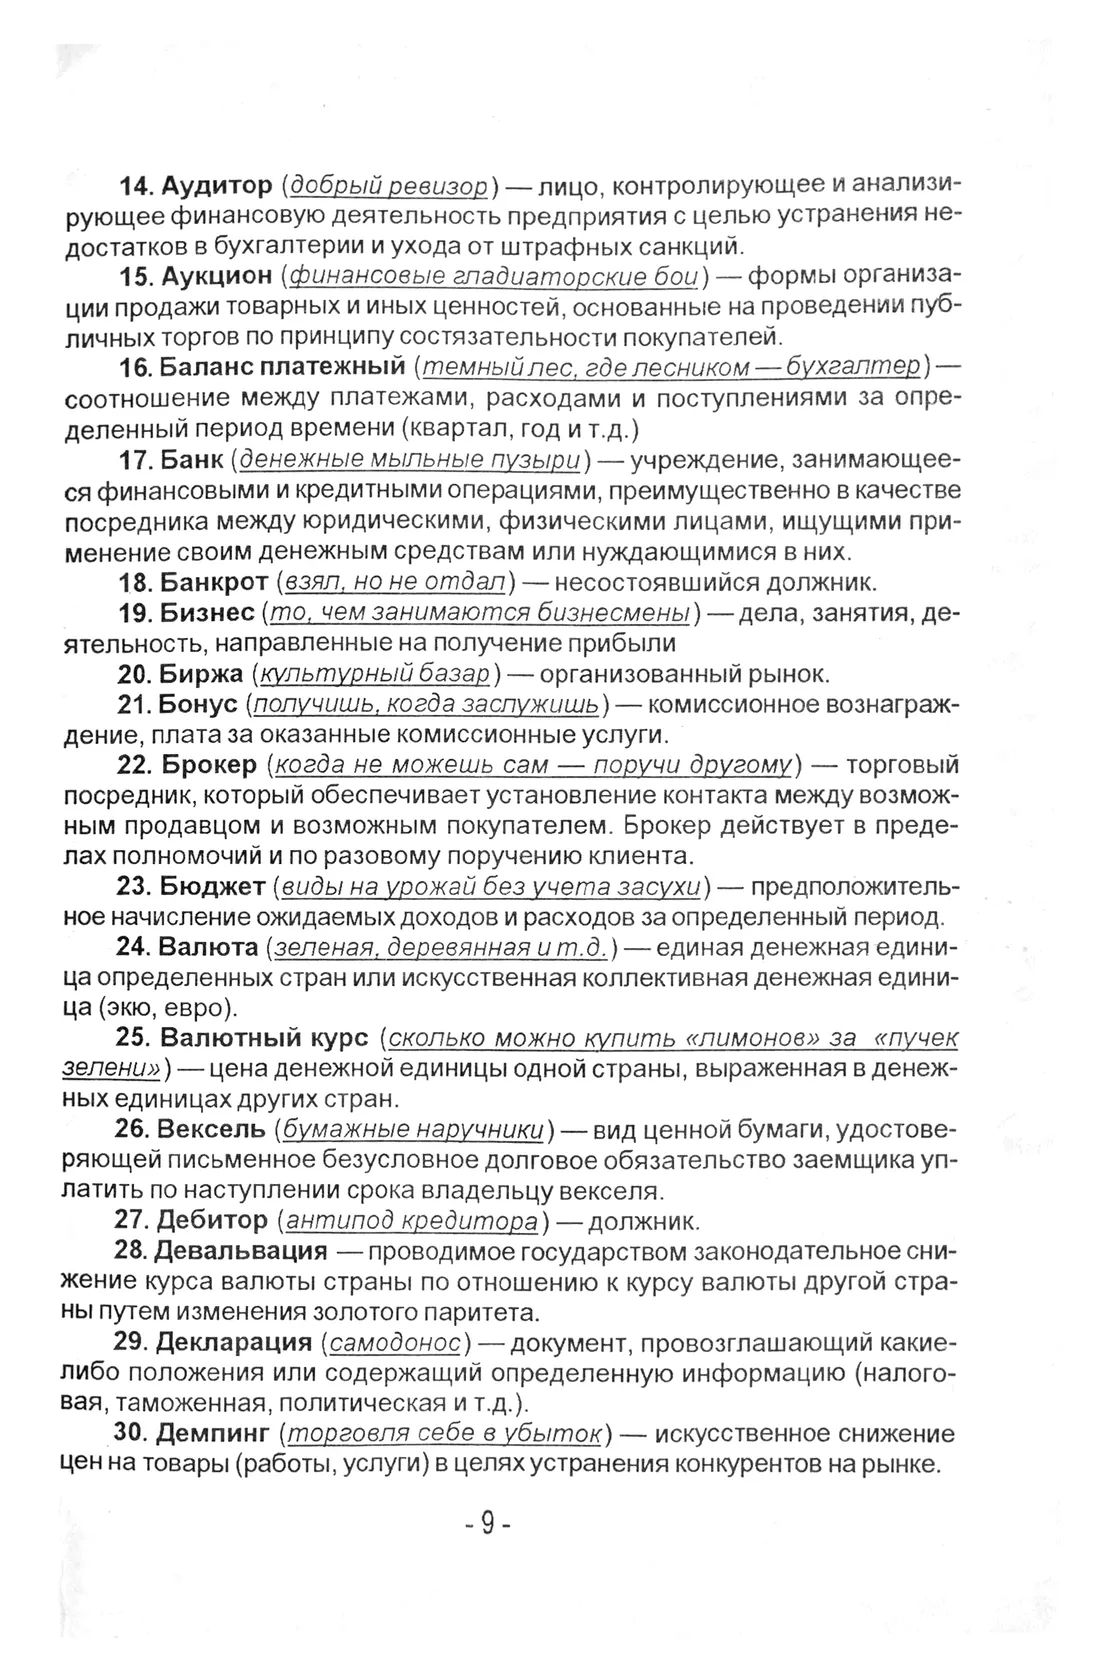 14. Аудитор (добрый ревизор) — лицо, контролирующее и анализи-
рующее финансовую деятельность предприятия с целью устранения не-
достатков в бухгалтерии и ухода от штрафных санкций.
15. Аукцион (финансовые гладиаторские бои) — формы организа-
ции продажи товарных и иных ценностей, основанные на проведении пуб-
личных торгов по принципу состязательности покупателей.
16. Баланс платежный (темный лес, где лесником — бухгалтер) —
соотношение между платежами, расходами и поступлениями за опре-
деленный период времени (квартал, год и т.д.)
17. Банк (денежные мыльные пузыри) — учреждение, занимающее-
ся финансовыми и кредитными операциями, преимущественно в качестве
посредника между юридическими, физическими лицами, ищущими при-
менение своим денежным средствам или нуждающимися в них.
18. Банкрот (взял, но не отдал) — несостоявшийся должник.
19. Бизнес (то, чем занимаются бизнесмены) — дела, занятия, де-
ятельность, направленные на получение прибыли
20. Биржа (культурный базар) — организованный рынок.
21. Бонус (получишь, когда заслужишь) — комиссионное вознаграж-
дение, плата за оказанные комиссионные услуги.
22. Брокер (когда не можешь сам — поручи другому) — торговый
посредник, который обеспечивает установление контакта между возмож-
ным продавцом и возможным покупателем. Брокер действует в преде-
лах полномочий и по разовому поручению клиента.
23. Бюджет (виды на урожай без учета засухи) — предположитель-
ное начисление ожидаемых доходов и расходов за определенный период.
24. Валюта (зеленая, деревянная и т.д.) — единая денежная едини-
ца определенных стран или искусственная коллективная денежная едини-
ца (экю, евро).
25. Валютный курс (сколько можно купить «лимонов» за «пучек
зелени») — цена денежной единицы одной страны, выраженная в денеж-
ных единицах других стран.
26. Вексель (бумажные наручники) — вид ценной бумаги, удостове-
ряющей письменное безусловное долговое обязательство заемщика уп-
латить по наступлении срока владельцу векселя.
27. Дебитор (антипод кредитора) — должник.
28. Девальвация — проводимое государством законодательное сни-
жение курса валюты страны по отношению к курсу валюты другой стра-
ны путем изменения золотого паритета.
29. Декларация (самодонос) — документ, провозглашающий какие-
либо положения или содержащий определенную информацию (налого-
вая, таможенная, политическая и т.д.).
30. Демпинг (торговля себе в убыток) — искусственное снижение
цен на товары (работы, услуги) в целях устранения конкурентов на рынке.
- 9 -